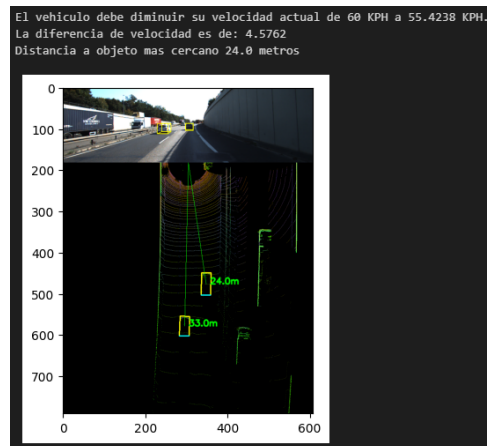 El vehiculo debe diminuir su velocidad actual de 60 KPH a 55.4238 KPH.
La diferencia de velocidad es de: 4.5762
Distancia a objeto mas cercano 24.0 metros
0
100
200
300
400
500
600
700
24.0m
33.0m
0 200 400 600